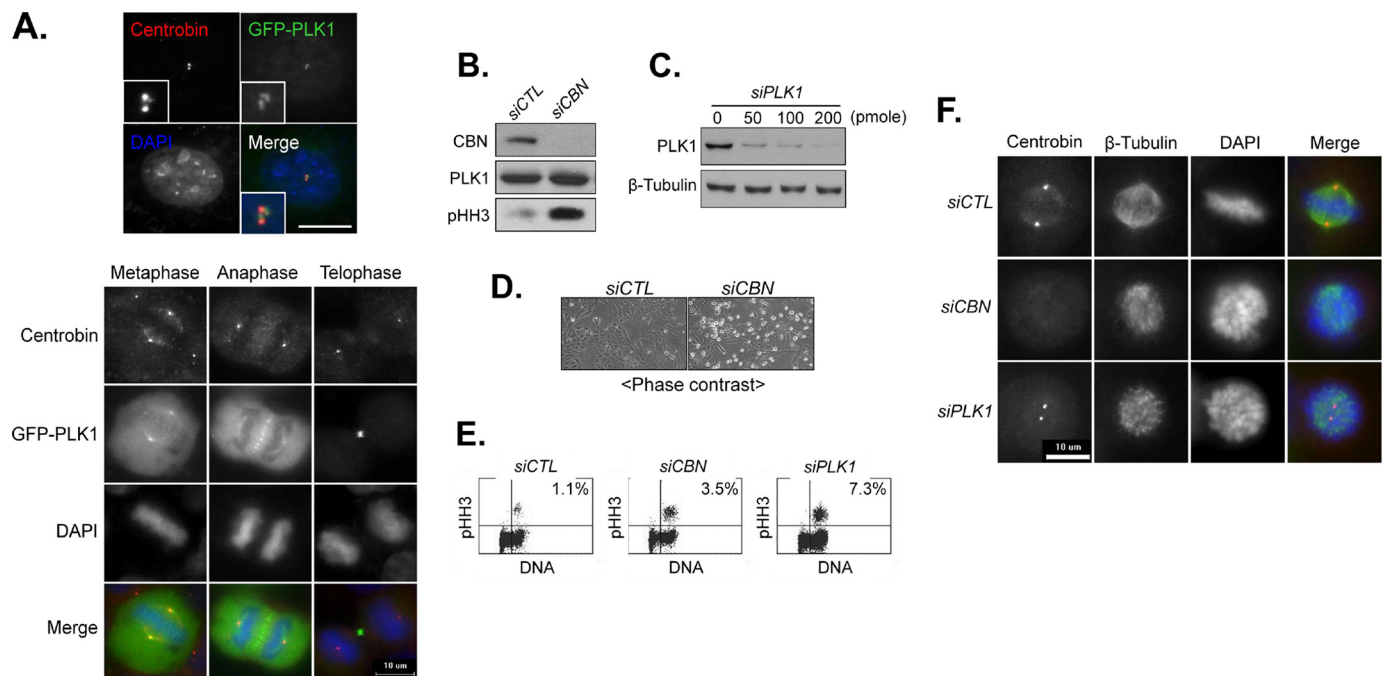 A.
Centrobin
GFP-PLK1
DAPI
Merge
Metaphase Anaphase Telophase
Centrobin
GFP-PLK1
DAPI
Merge
10 um
B.
siCTL
siCBN
CBN
PLK1
pHH3
C.
siPLK1
0 50 100 200 (pmole)
PLK1
β-Tubulin
D.
siCTL siCBN
<Phase contrast>
E.
siCTL siCBN siPLK1
1.1% 3.5% 7.3%
pHH3 pHH3 pHH3
DNA DNA DNA
F.
Centrobin β-Tubulin DAPI Merge
siCTL
siCBN
siPLK1
10 um